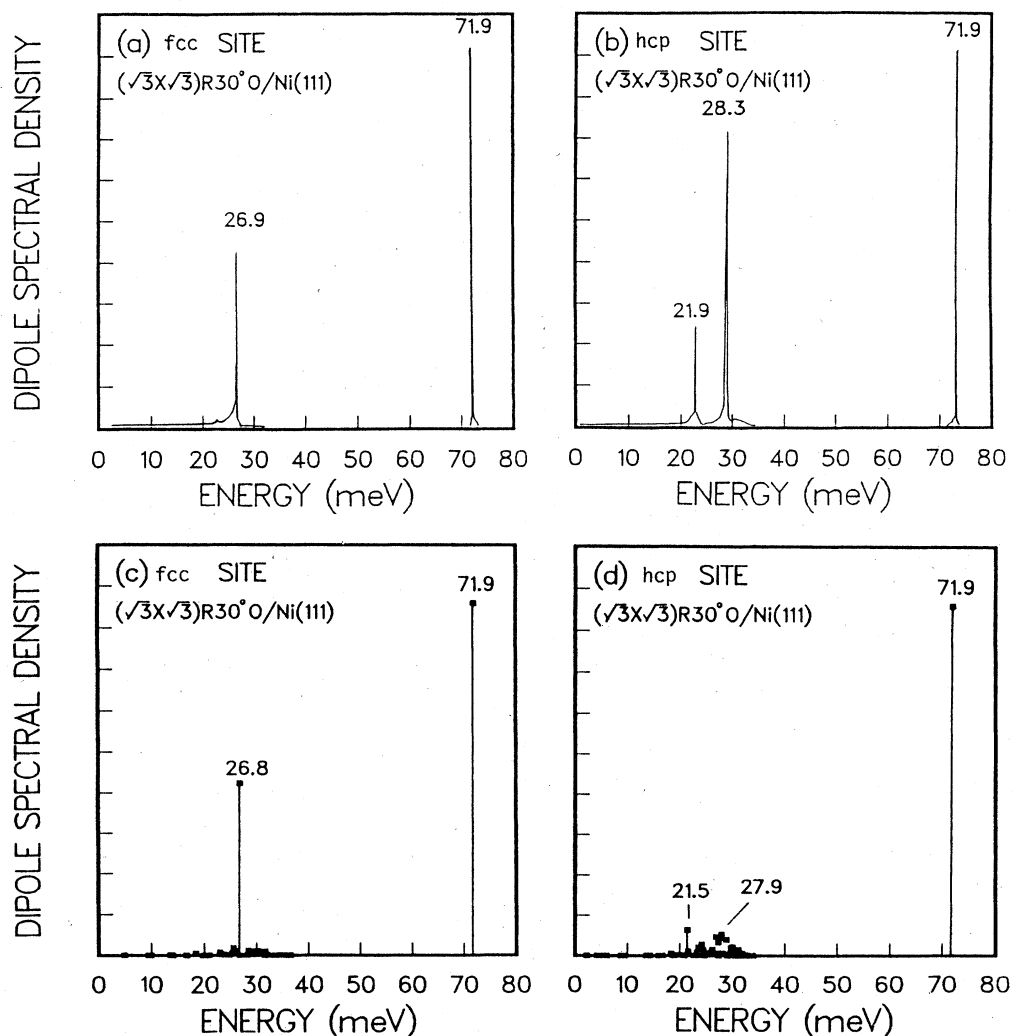 DIPOLE SPECTRAL DENSITY
(a) fcc SITE
(√3X√3)R30° O/Ni(111)
71.9
26.9
0 10 20 30 40 50 60 70 80
ENERGY (meV)
(b) hcp SITE
(√3X√3)R30° O/Ni(111)
71.9
28.3
21.9
0 10 20 30 40 50 60 70 80
ENERGY (meV)
DIPOLE SPECTRAL DENSITY
(c) fcc SITE
(√3X√3)R30° O/Ni(111)
71.9
26.8
0 10 20 30 40 50 60 70 80
ENERGY (meV)
(d) hcp SITE
(√3X√3)R30° O/Ni(111)
71.9
21.5
27.9
0 10 20 30 40 50 60 70 80
ENERGY (meV)